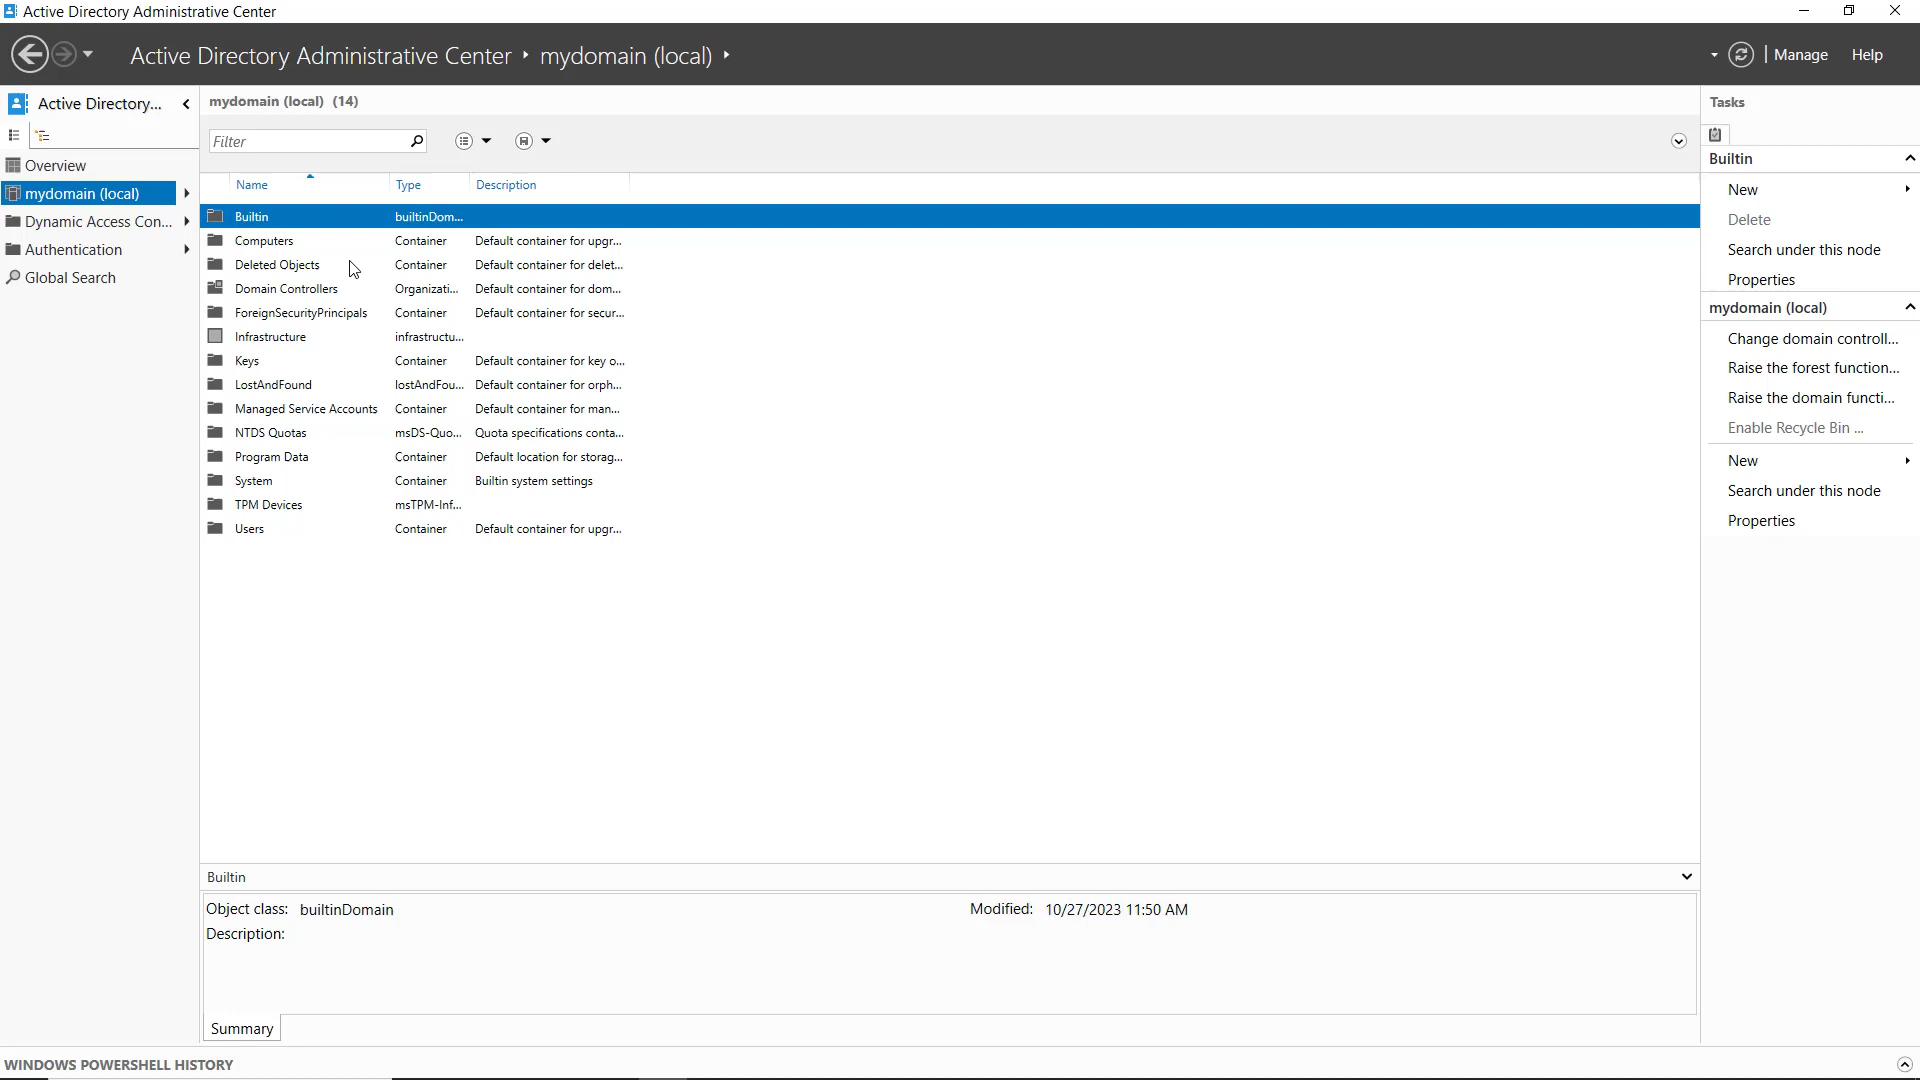 Active Directory Administrative Center
Active Directory Administrative Center mydomain (local)
Manage Help
Active Directory...
Overview
mydomain (local)
Dynamic Access Con...
Authentication
Global Search
mydomain (local) (14)
Filter
Name Type Description
Builtin builtinDom...
Computers Container Default container for upgr...
Deleted Objects Container Default container for delet...
Domain Controllers Organizati... Default container for dom...
ForeignSecurityPrincipals Container Default container for secur...
Infrastructure infrastructu...
Keys Container Default container for key o...
LostAndFound lostAndFou... Default container for orph...
Managed Service Accounts Container Default container for man...
NTDS Quotas msDS-Quo... Quota specifications conta...
Program Data Container Default location for storag...
System Container Builtin system settings
TPM Devices msTPM-Inf...
Users Container Default container for upgr...
Builtin
Object class: builtinDomain Modified: 10/27/2023 11:50 AM
Description:
Summary
Tasks
Builtin
New
Delete
Search under this node
Properties
mydomain (local)
Change domain controll...
Raise the forest function...
Raise the domain functi...
Enable Recycle Bin ...
New
Search under this node
Properties
WINDOWS POWERSHELL HISTORY